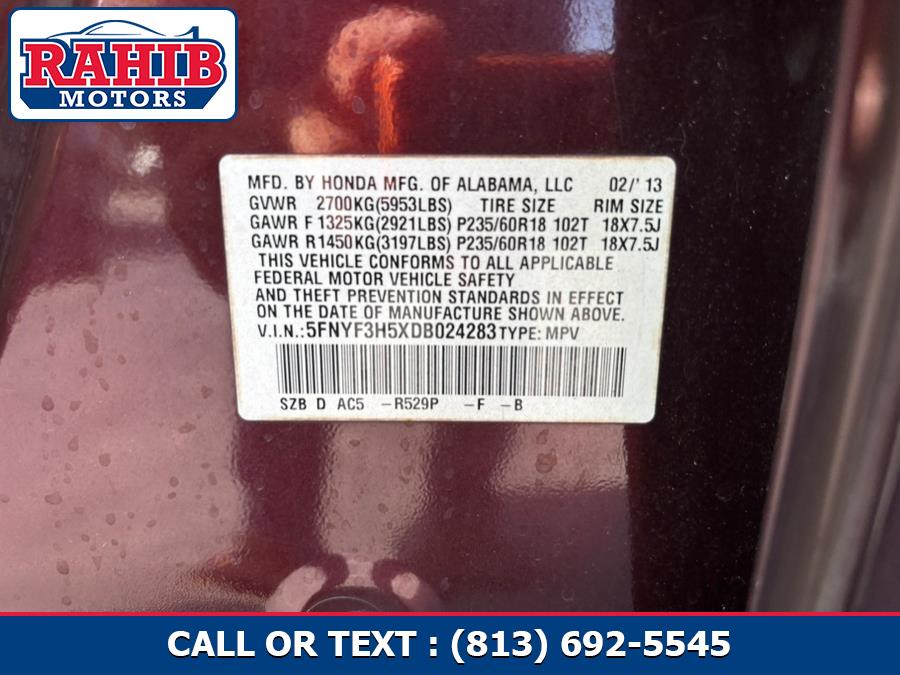 RAHIB
MOTORS
MFD. BY HONDA MFG. OF ALABAMA, LLC 02/'13
GVWR 2700KG(5953LBS) TIRE SIZE RIM SIZE
GAWR F 1325KG(2921LBS) P235/60R18 102T 18X7.5J
GAWR R 1450KG(3197LBS) P235/60R18 102T 18X7.5J
THIS VEHICLE CONFORMS TO ALL APPLICABLE
FEDERAL MOTOR VEHICLE SAFETY
AND THEFT PREVENTION STANDARDS IN EFFECT
ON THE DATE OF MANUFACTURE SHOWN ABOVE.
V.I.N.:5FNYF3H5XDB024283 TYPE: MPV
SZB D AC5 -R529P -F -B
CALL OR TEXT : (813) 692-5545